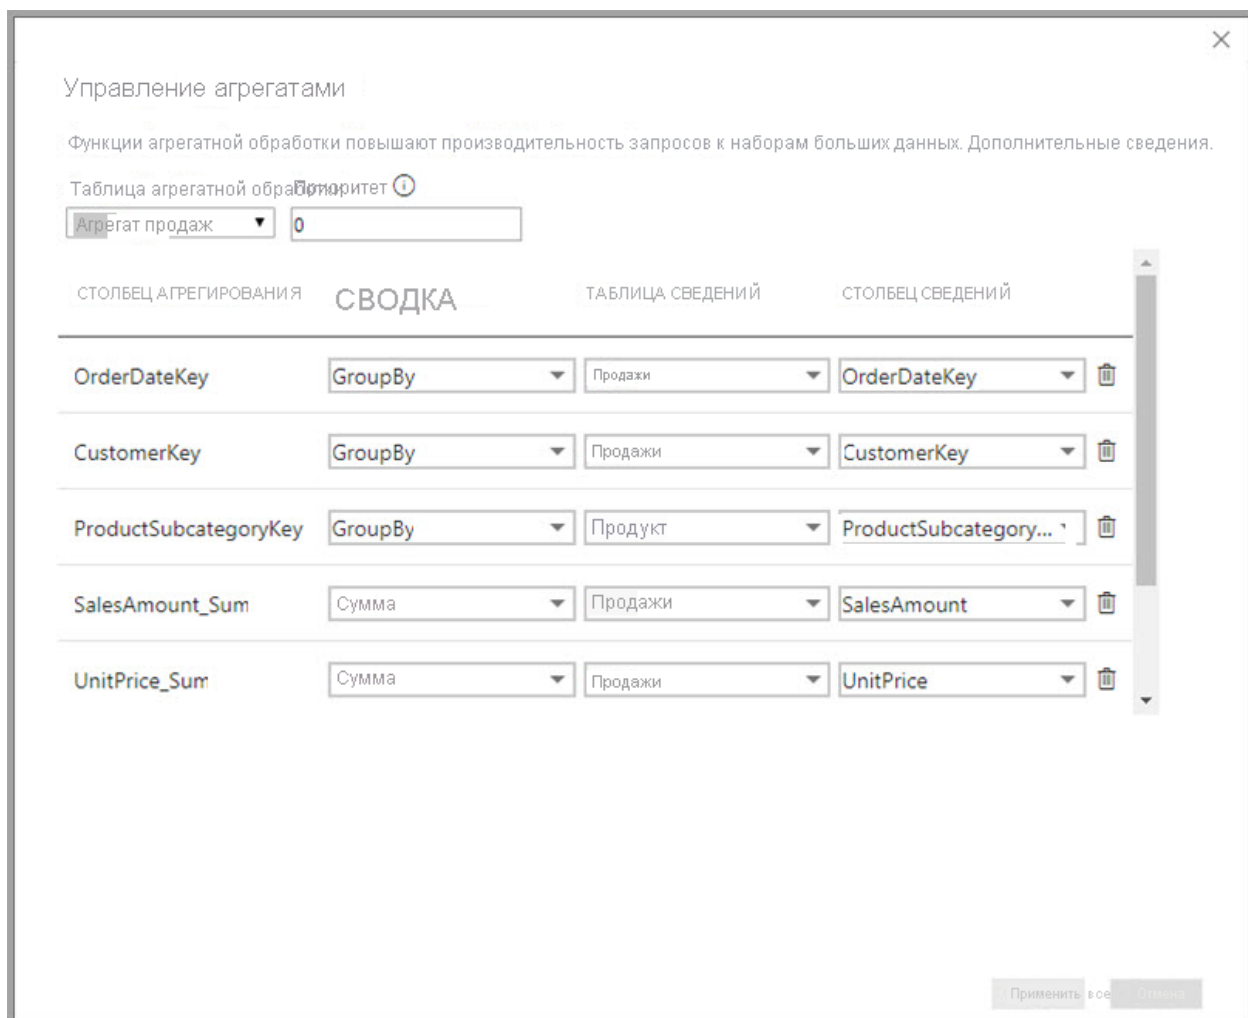 Управление агрегатами
Функции агрегатной обработки повышают производительность запросов к наборам больших данных. Дополнительные сведения.
Таблица агрегатной обработки Приоритет
Агрегат продаж 0
СТОЛБЕЦ АГРЕГИРОВАНИЯ СВОДКА ТАБЛИЦА СВЕДЕНИЙ СТОЛБЕЦ СВЕДЕНИЙ
OrderDateKey GroupBy Продажи OrderDateKey
CustomerKey GroupBy Продажи CustomerKey
ProductSubcategoryKey GroupBy Продукт ProductSubcategory...
SalesAmount_Sum Сумма Продажи SalesAmount
UnitPrice_Sum Сумма Продажи UnitPrice
Применить все Отмена